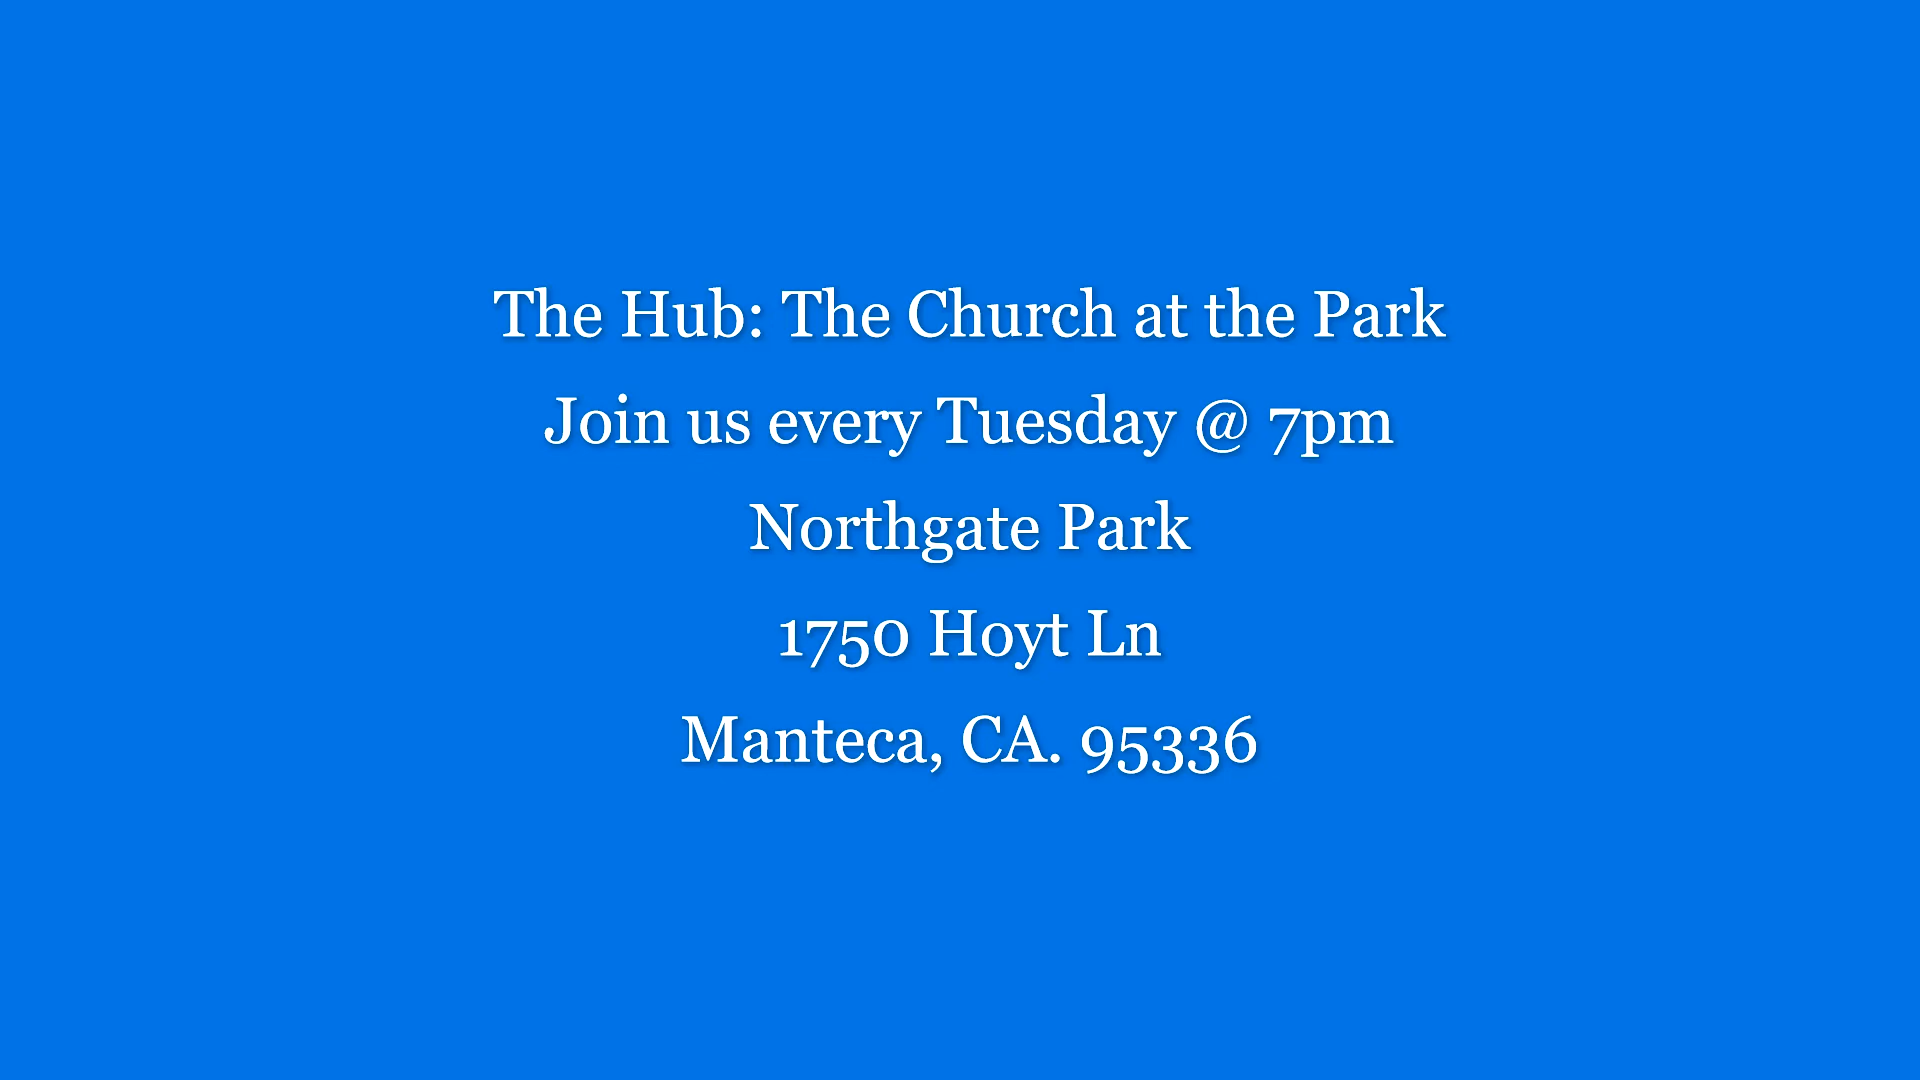 The Hub: The Church at the Park
Join us every Tuesday @ 7pm
Northgate Park
1750 Hoyt Ln
Manteca, CA. 95336